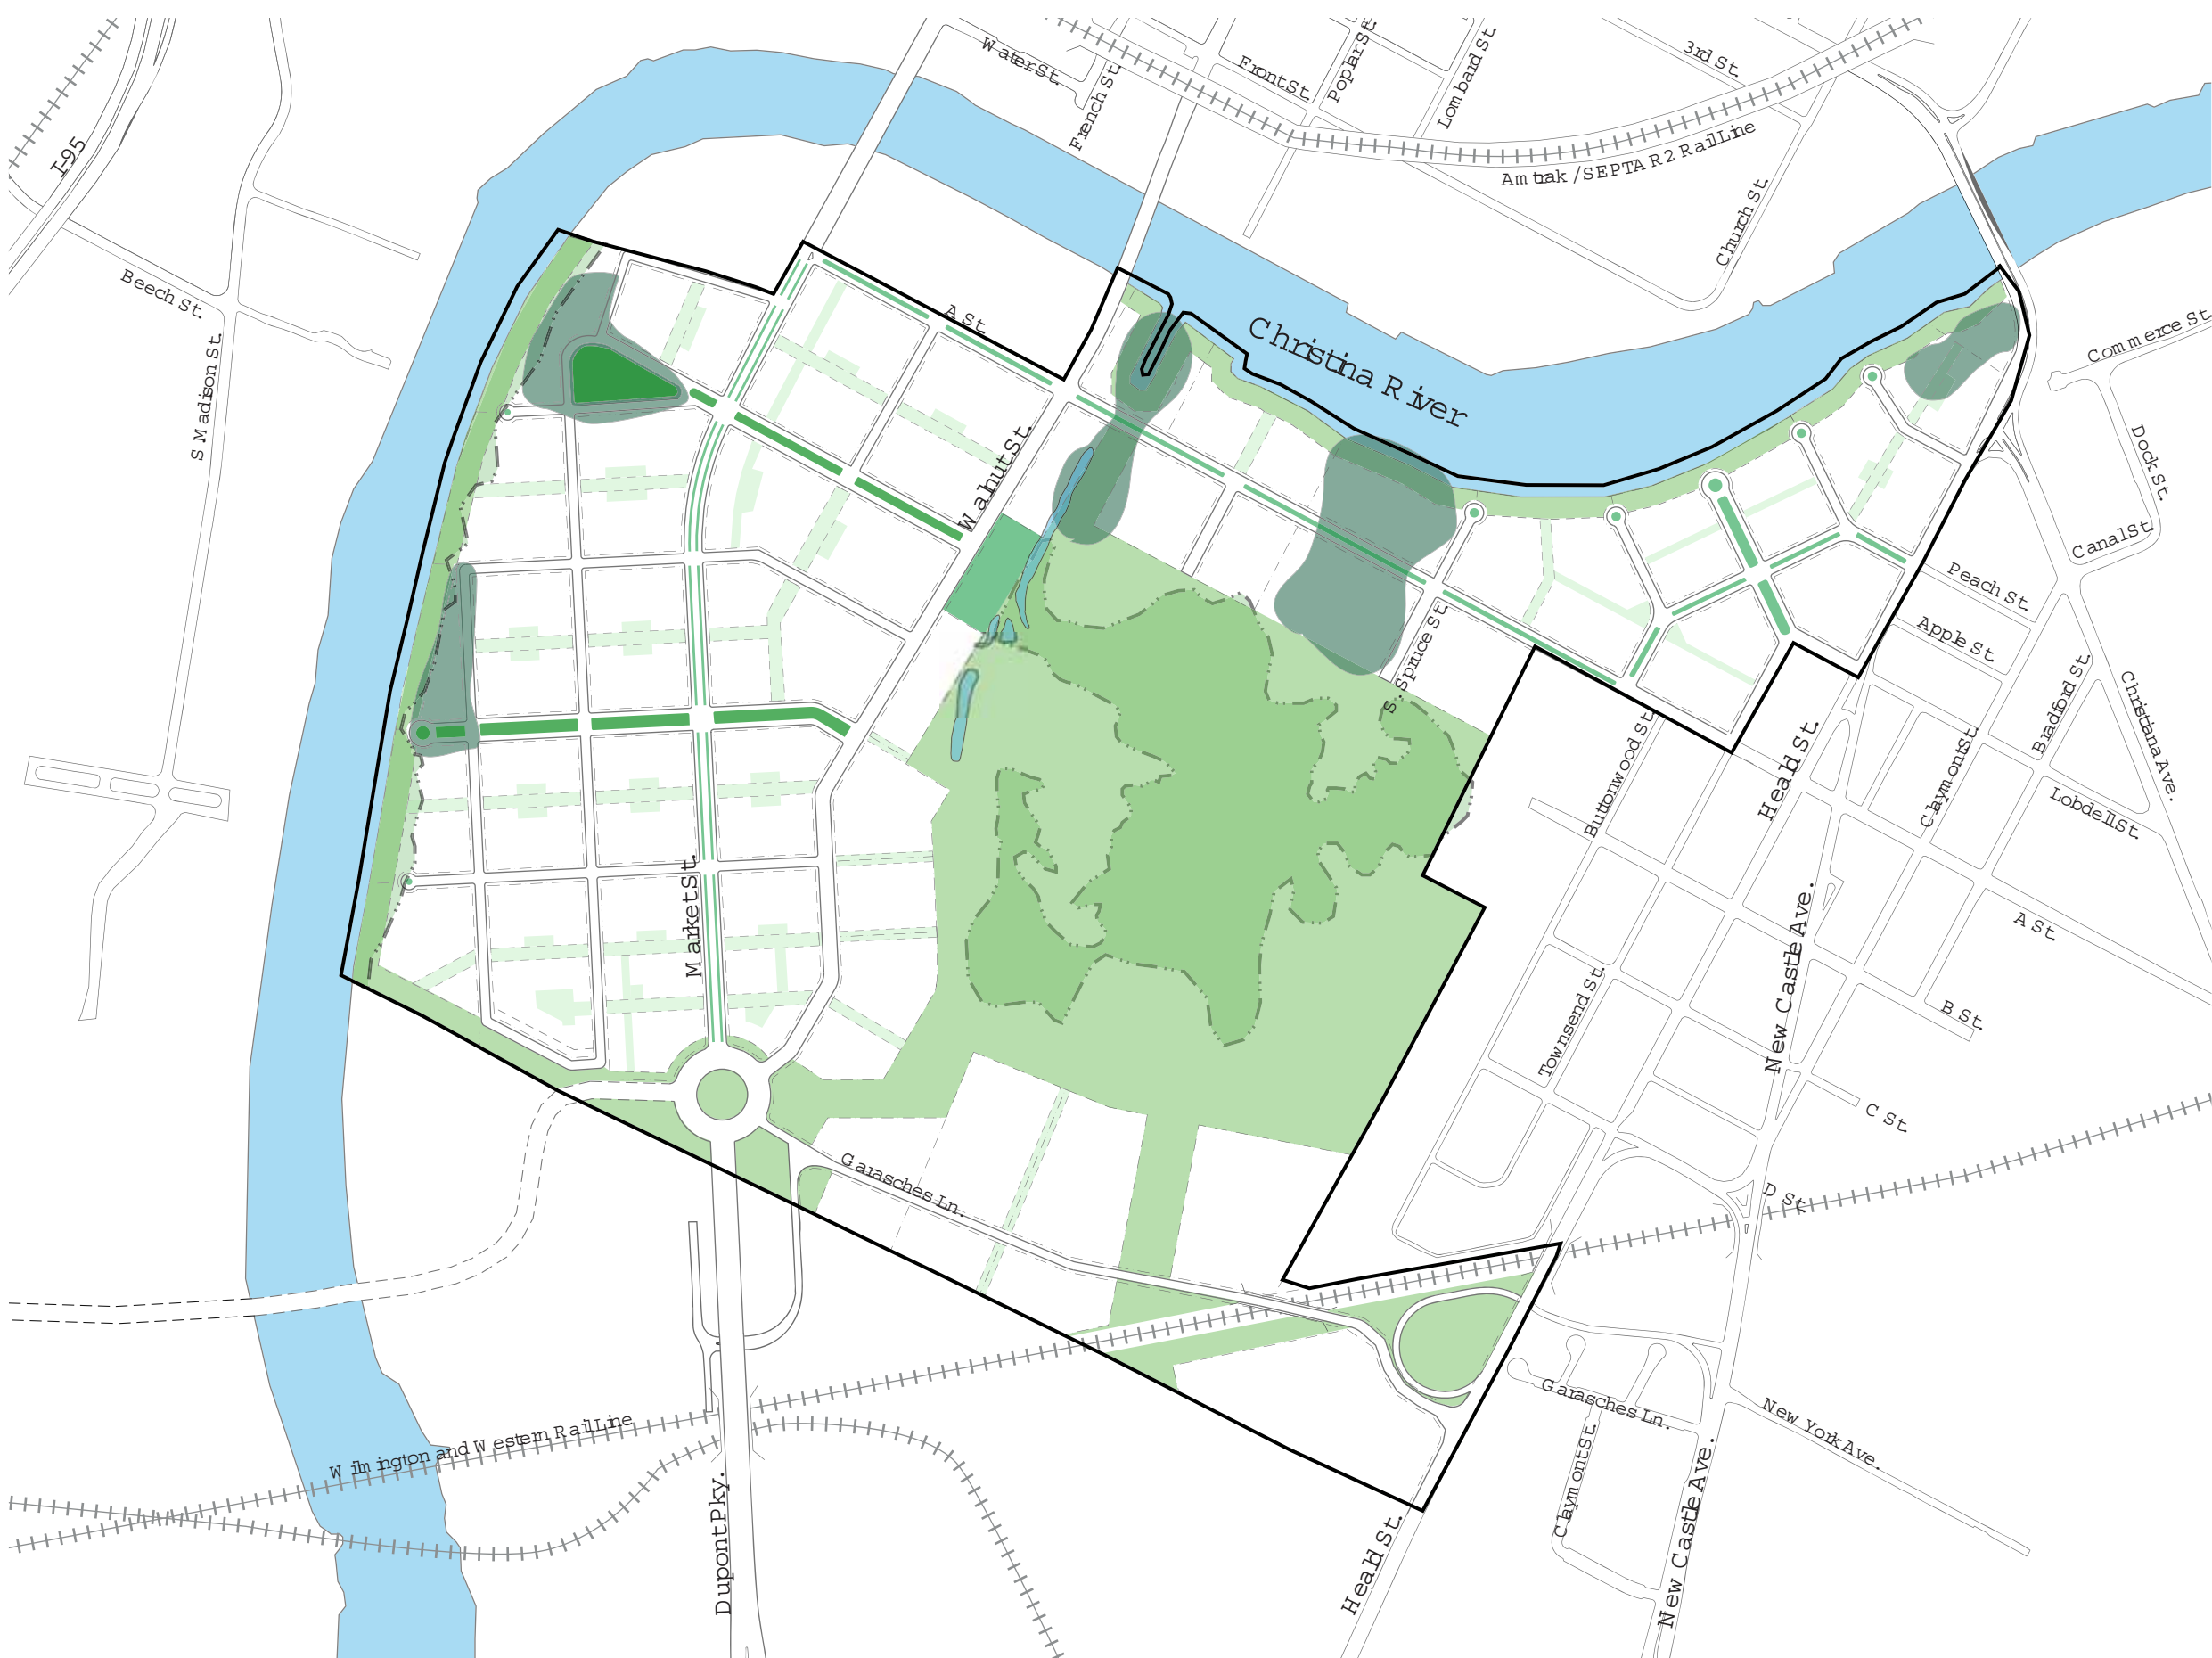 Water St.
French St.
Front St.
Poplar St.
Lombard St.
3rd St.
I-95
Amtrak / SEPTA R2 Rail Line
Church St.
Beech St.
S Madison St.
A St.
Christina River
Commerce St.
Dock St.
Walnut St.
Canal St.
Peach St.
Apple St.
S. Spruce St.
Bradford St.
Christiana Ave.
Buttonwood St.
Heald St.
Claymont St.
Lobdell St.
Market St.
New Castle Ave.
A St.
Townsend St.
B St.
C St.
Garasches Ln.
D St.
Garasches Ln.
New York Ave.
Wilmington and Western Rail Line
Claymont St.
Dupont Pky.
Heald St.
New Castle Ave.